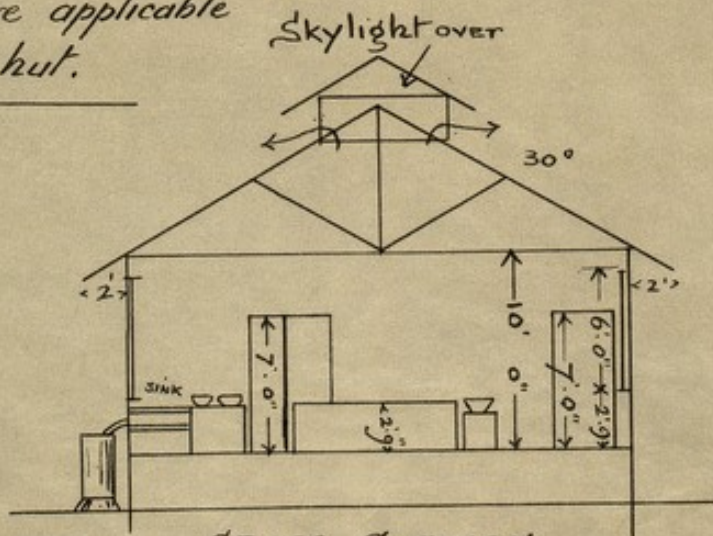 re applicable
hut.
Skylight over
30°
2'
2'
SINK
7'.0"
2'.9"
10' 0"
7'.0"
6'.0" x 2'.9"